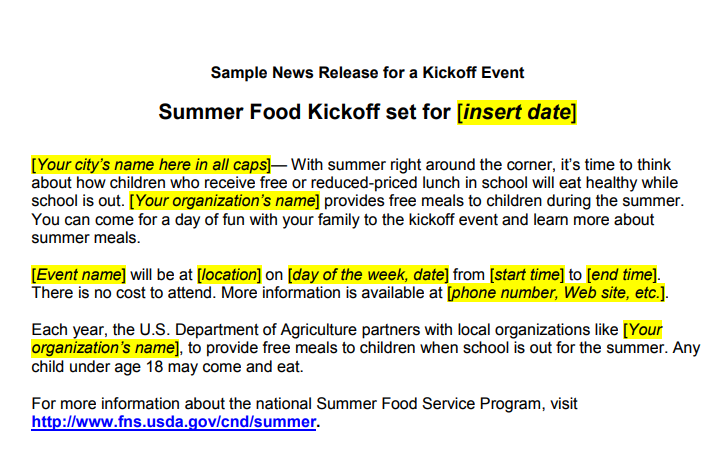 Sample News Release for a Kickoff Event
Summer Food Kickoff set for [insert date]
[Your city’s name here in all caps]— With summer right around the corner, it’s time to think
about how children who receive free or reduced-priced lunch in school will eat healthy while
school is out. [Your organization’s name] provides free meals to children during the summer.
You can come for a day of fun with your family to the kickoff event and learn more about
summer meals.
[Event name] will be at [location] on [day of the week, date] from [start time] to [end time].
There is no cost to attend. More information is available at [phone number, Web site, etc.].
Each year, the U.S. Department of Agriculture partners with local organizations like [Your
organization’s name], to provide free meals to children when school is out for the summer. Any
child under age 18 may come and eat.
For more information about the national Summer Food Service Program, visit
http://www.fns.usda.gov/cnd/summer.